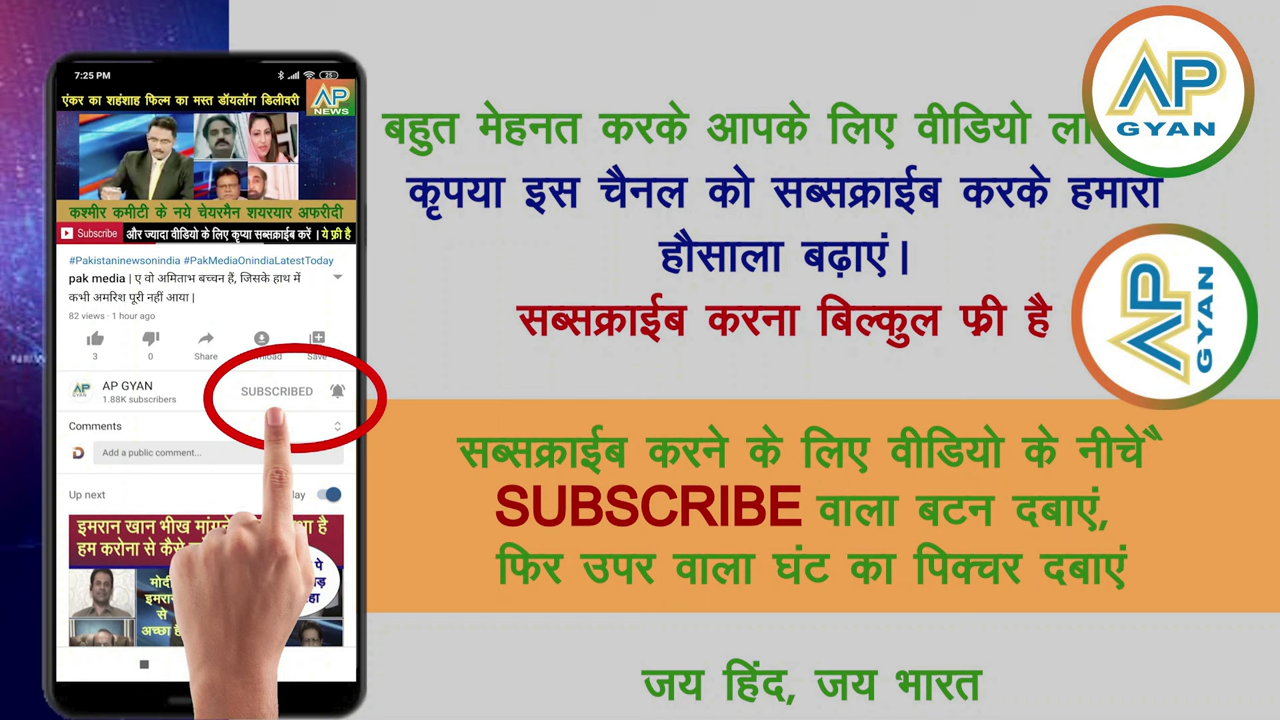 7:25 PM
25
एंकर का शहंशाह फिल्म का मस्त डॉयलॉग डिलीवरी
AP
NEWS
कश्मीर कमीटी के नये चेयरमैन शयरयार अफरीदी
Subscribe और ज्यादा वीडियो के लिए कृप्या सब्सक्राईब करें । ये फ्री है
#Pakistaninewsonindia #PakMediaOnindiaLatestToday
pak media | ए वो अमिताभ बच्चन हैं, जिसके हाथ में
कभी अमरिश पूरी नहीं आया |
82 views · 1 hour ago
3 0 Share Save
AP GYAN
1.88K subscribers
SUBSCRIBED
Comments
Add a public comment...
Up next
इमरान खान भीख मांगने है
हम करोना से कैसे
मोदी
से
अच्छा
बहुत मेहनत करके आपके लिए वीडियो
कृपया इस चैनल को सब्सक्राईब करके हमारा
हौसाला बढ़ाएं।
सब्सक्राईब करना बिल्कुल फ्री है
सब्सक्राईब करने के लिए वीडियो के नीचे
SUBSCRIBE वाला बटन दबाएं,
फिर उपर वाला घंट का पिक्चर दबाएं
जय हिंद, जय भारत
AP
GYAN
AP
GYAN